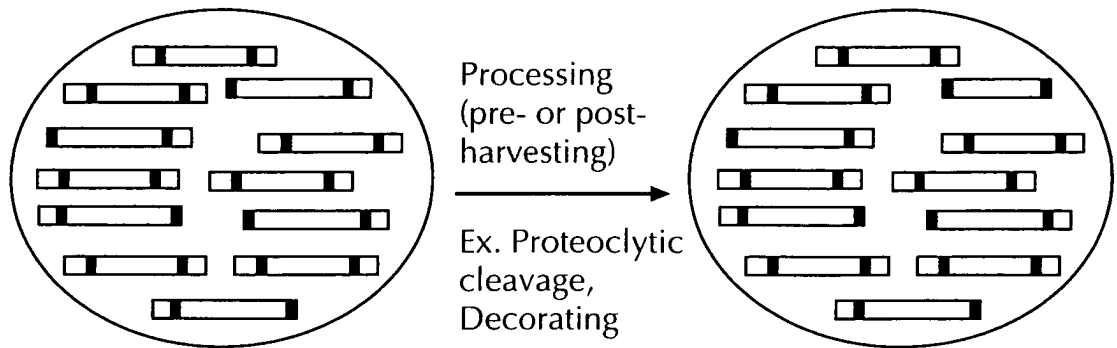 Processing
(pre- or post-
harvesting)
Ex. Proteoclytic
cleavage,
Decorating